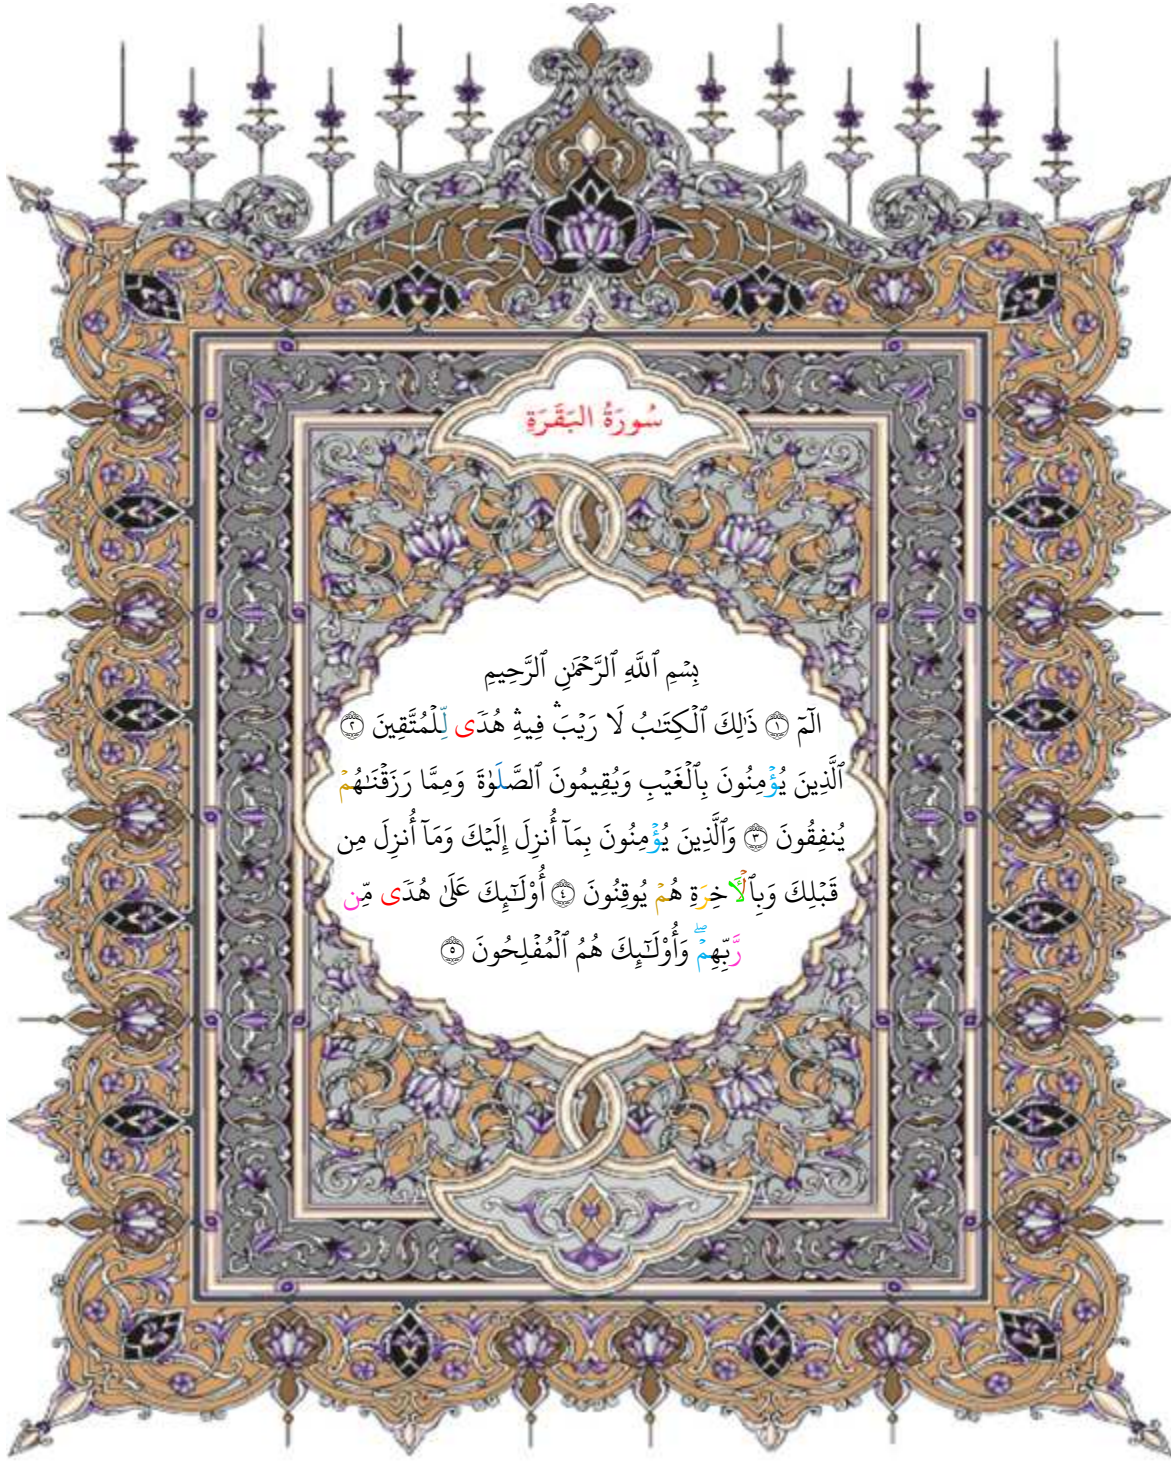 سُورَةُ البَقَرَةِ
بِسْمِ ٱللَّهِ ٱلرَّحْمَٰنِ ٱلرَّحِيمِ
الٓمٓ ۝١ ذَٰلِكَ ٱلْكِتَٰبُ لَا رَيْبَ ۛ فِيهِ ۛ هُدًى لِّلْمُتَّقِينَ ۝٢
ٱلَّذِينَ يُؤْمِنُونَ بِٱلْغَيْبِ وَيُقِيمُونَ ٱلصَّلَوٰةَ وَمِمَّا رَزَقْنَٰهُمْ
يُنفِقُونَ ۝٣ وَٱلَّذِينَ يُؤْمِنُونَ بِمَآ أُنزِلَ إِلَيْكَ وَمَآ أُنزِلَ مِن
قَبْلِكَ وَبِٱلْأَخِرَةِ هُمْ يُوقِنُونَ ۝٤ أُوْلَٰٓئِكَ عَلَىٰ هُدًى مِّن
رَّبِّهِمْ ۖ وَأُوْلَٰٓئِكَ هُمُ ٱلْمُفْلِحُونَ ۝٥